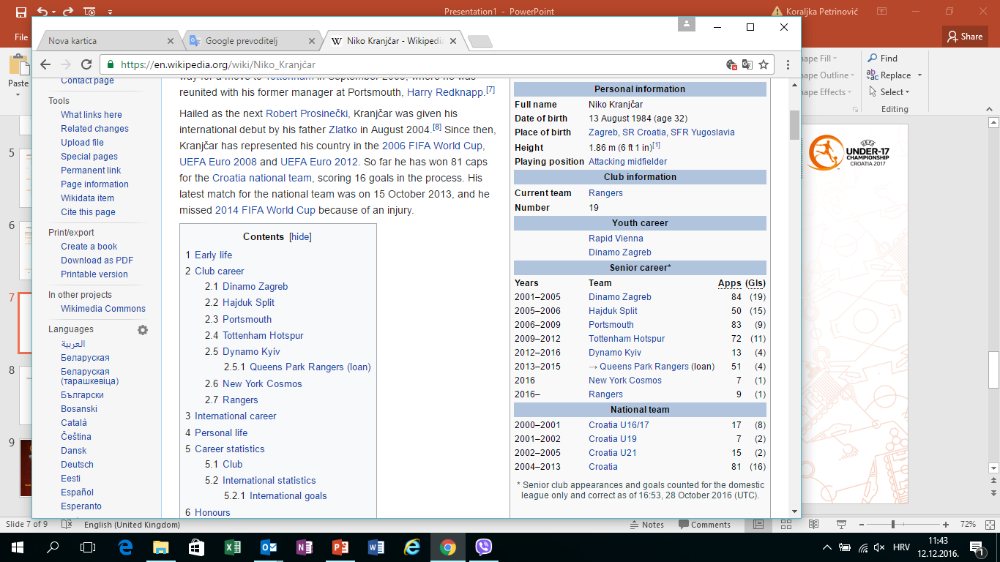 Presentation1 - PowerPoint
Koraljka Petrinović
File
Share
Nova kartica
Google prevoditelj
Niko Kranjčar - Wikipedia
https://en.wikipedia.org/wiki/Niko_Kranjčar
Paste
hape Fill
hape Outline
hape Effects
Find
Replace
Select
Editing
5
6
7
8
9
UEFA
UNDER-17
CHAMPIONSHIP
CROATIA 2017
Contact page
Tools
What links here
Related changes
Upload file
Special pages
Permanent link
Page information
Wikidata item
Cite this page
Print/export
Create a book
Download as PDF
Printable version
In other projects
Wikimedia Commons
Languages
العربية
Беларуская
Беларуская
(тарашкевіца)
Български
Bosanski
Català
Čeština
Dansk
Deutsch
Eesti
Español
Esperanto
way for a move to Tottenham in September 2009, where he was
reunited with his former manager at Portsmouth, Harry Redknapp.[7]
Hailed as the next Robert Prosinečki, Kranjčar was given his
international debut by his father Zlatko in August 2004.[8] Since then,
Kranjčar has represented his country in the 2006 FIFA World Cup,
UEFA Euro 2008 and UEFA Euro 2012. So far he has won 81 caps
for the Croatia national team, scoring 16 goals in the process. His
latest match for the national team was on 15 October 2013, and he
missed 2014 FIFA World Cup because of an injury.
Contents [hide]
1 Early life
2 Club career
2.1 Dinamo Zagreb
2.2 Hajduk Split
2.3 Portsmouth
2.4 Tottenham Hotspur
2.5 Dynamo Kyiv
2.5.1 Queens Park Rangers (loan)
2.6 New York Cosmos
2.7 Rangers
3 International career
4 Personal life
5 Career statistics
5.1 Club
5.2 International statistics
5.2.1 International goals
6 Honours
Personal information
Full name Niko Kranjčar
Date of birth 13 August 1984 (age 32)
Place of birth Zagreb, SR Croatia, SFR Yugoslavia
Height 1.86 m (6 ft 1 in)[1]
Playing position Attacking midfielder
Club information
Current team Rangers
Number 19
Youth career
Rapid Vienna
Dinamo Zagreb
Senior career*
Years Team Apps (Gls)
2001–2005 Dinamo Zagreb 84 (19)
2005–2006 Hajduk Split 50 (15)
2006–2009 Portsmouth 83 (9)
2009–2012 Tottenham Hotspur 72 (11)
2012–2016 Dynamo Kyiv 13 (4)
2013–2015 → Queens Park Rangers (loan) 51 (4)
2016 New York Cosmos 7 (1)
2016– Rangers 9 (1)
National team
2000–2001 Croatia U16/17 17 (8)
2001–2002 Croatia U19 7 (2)
2002–2005 Croatia U21 15 (2)
2004–2013 Croatia 81 (16)
* Senior club appearances and goals counted for the domestic
league only and correct as of 16:53, 28 October 2016 (UTC).
Slide 7 of 9
English (United Kingdom)
Notes
Comments
72%
HRV
11:43
12.12.2016.
1